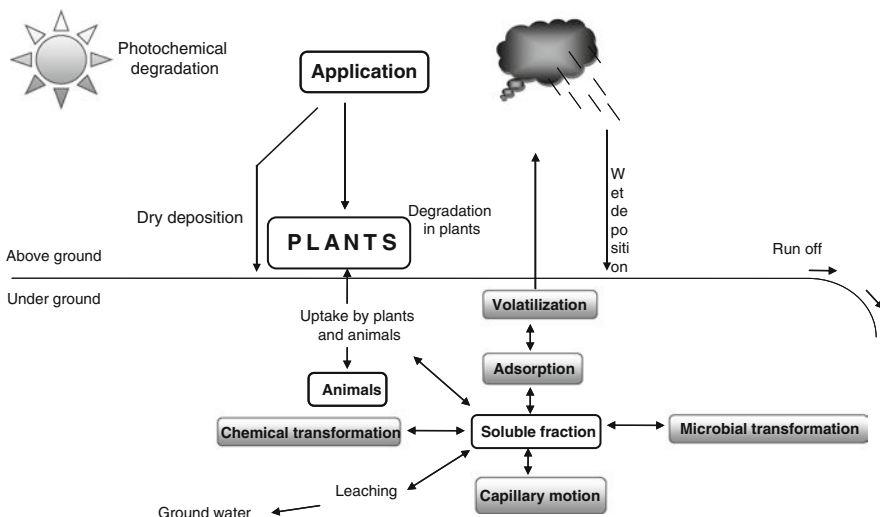 Photochemical
degradation
Application
Dry deposition
PLANTS
Degradation
in plants
W
et
de
po
siti
on
Run off
Above ground
Under ground
Volatilization
Uptake by plants
and animals
Adsorption
Animals
Chemical transformation
Soluble fraction
Microbial transformation
Leaching
Capillary motion
Ground water